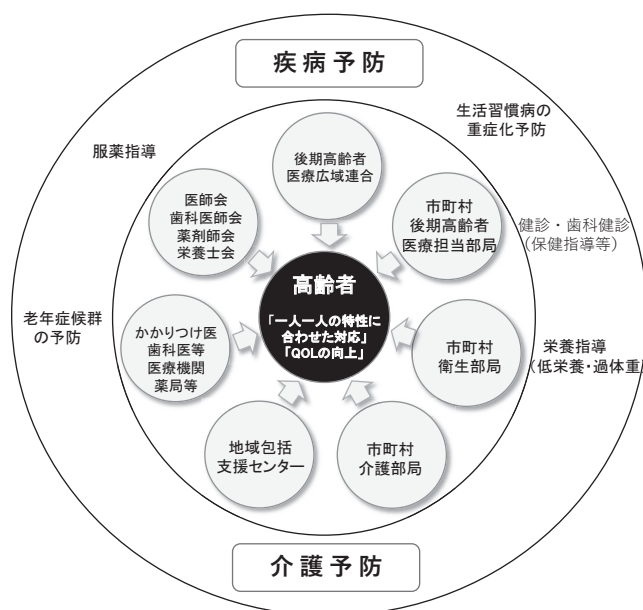 疾病予防
生活習慣病の
重症化予防
服薬指導
後期高齢者
医療広域連合
医師会
歯科医師会
薬剤師会
栄養士会
市町村
後期高齢者
医療担当部局
健診・歯科健診
(保健指導等)
高齢者
「一人一人の特性に
合わせた対応」
「QOLの向上」
老年症候群
の予防
かかりつけ医
歯科医等
医療機関
薬局等
市町村
衛生部局
栄養指導
(低栄養・過体重
地域包括
支援センター
市町村
介護部局
介護予防